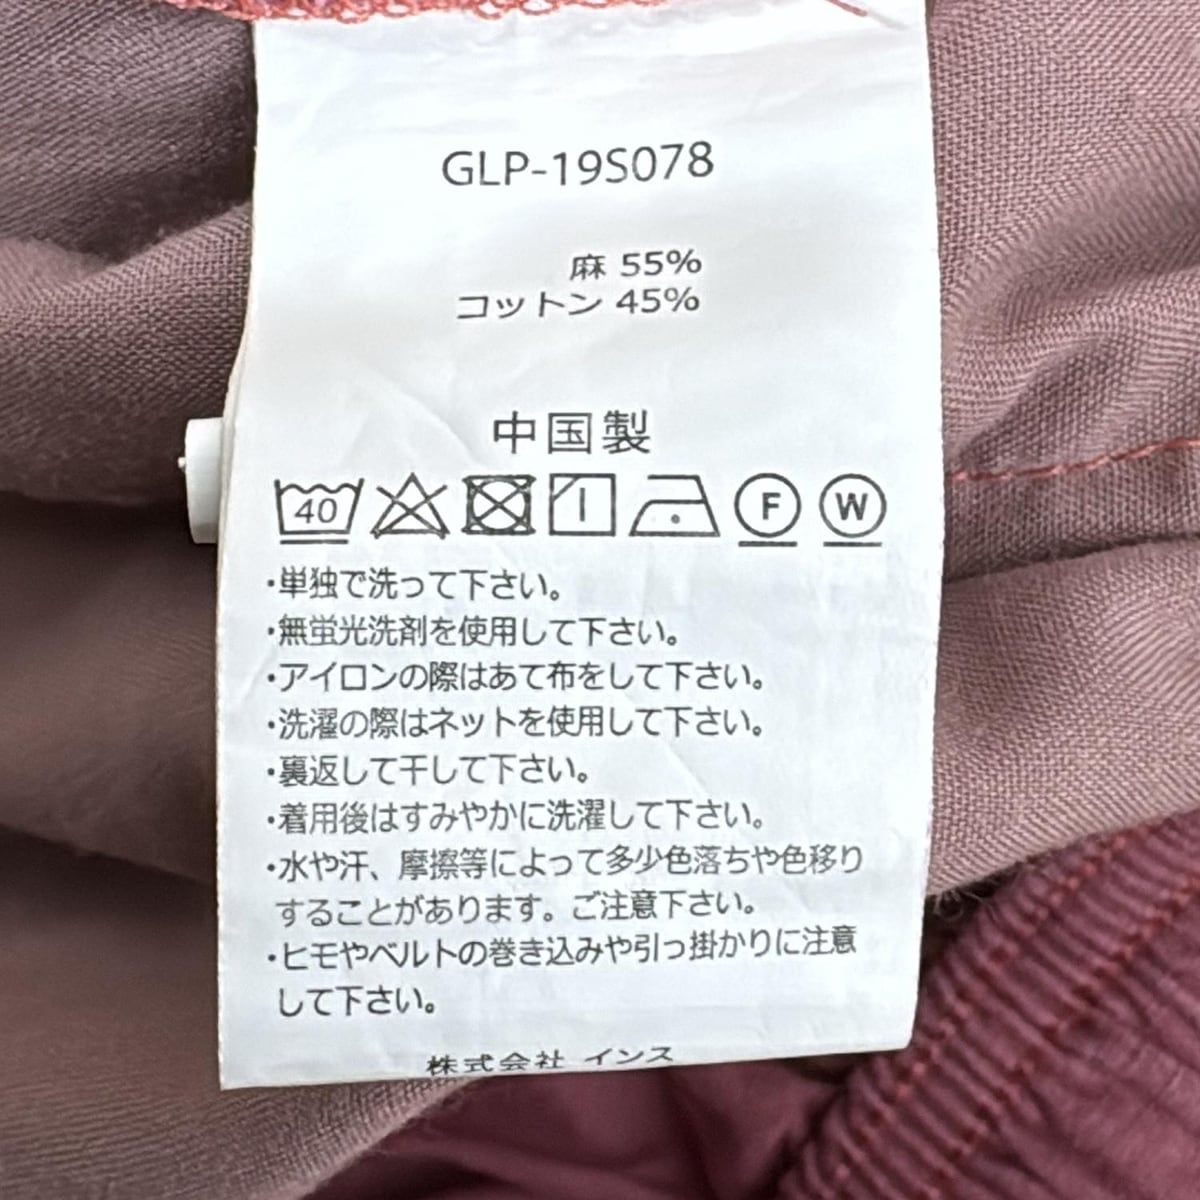 GLP-19S078
麻 55%
コットン 45%
中国製
40 F W
・単独で洗って下さい。
・無蛍光洗剤を使用して下さい。
・アイロンの際はあて布をして下さい。
・洗濯の際はネットを使用して下さい。
・裏返して干して下さい。
・着用後はすみやかに洗濯して下さい。
・水や汗、摩擦等によって多少色落ちや色移り
することがあります。ご注意下さい。
・ヒモやベルトの巻き込みや引っ掛かりに注意
して下さい。
株式会社 インス